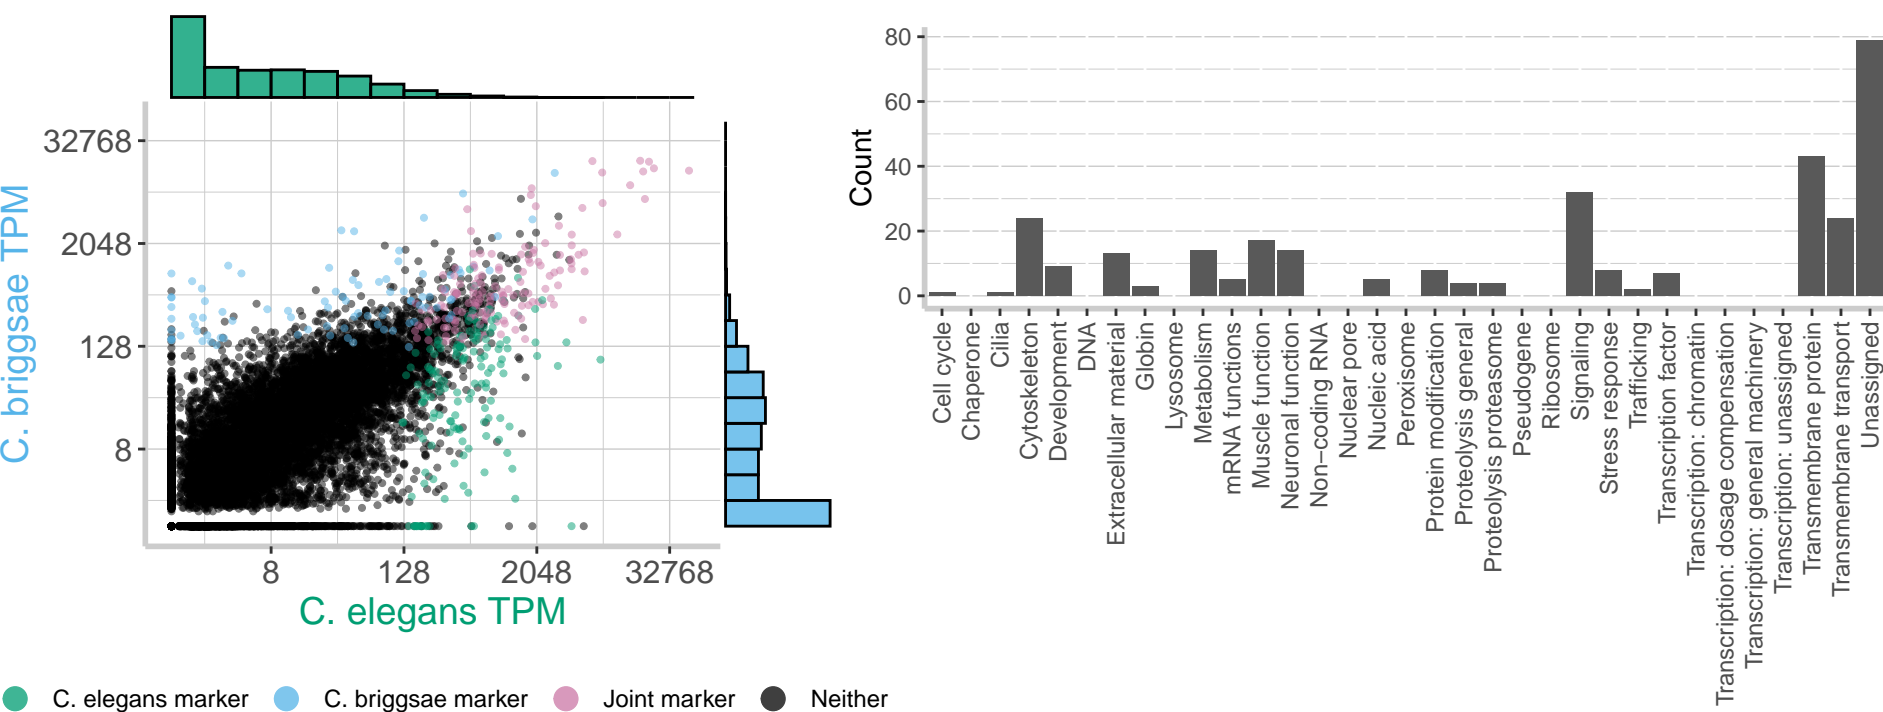 32768
2048
128
8
C. briggsae TPM
8
128
2048
32768
C. elegans TPM
C. elegans marker
C. briggsae marker
Joint marker
Neither
80
60
40
20
0
Count
Cell cycle
Chaperone
Cilia
Cytoskeleton
Development
DNA
Extracellular material
Globin
Lysosome
Metabolism
mRNA functions
Muscle function
Neuronal function
Non−coding RNA
Nuclear pore
Nucleic acid
Peroxisome
Protein modification
Proteolysis general
Proteolysis proteasome
Pseudogene
Ribosome
Signaling
Stress response
Trafficking
Transcription factor
Transcription: chromatin
Transcription: dosage compensation
Transcription: general machinery
Transcription: unassigned
Transmembrane protein
Transmembrane transport
Unassigned